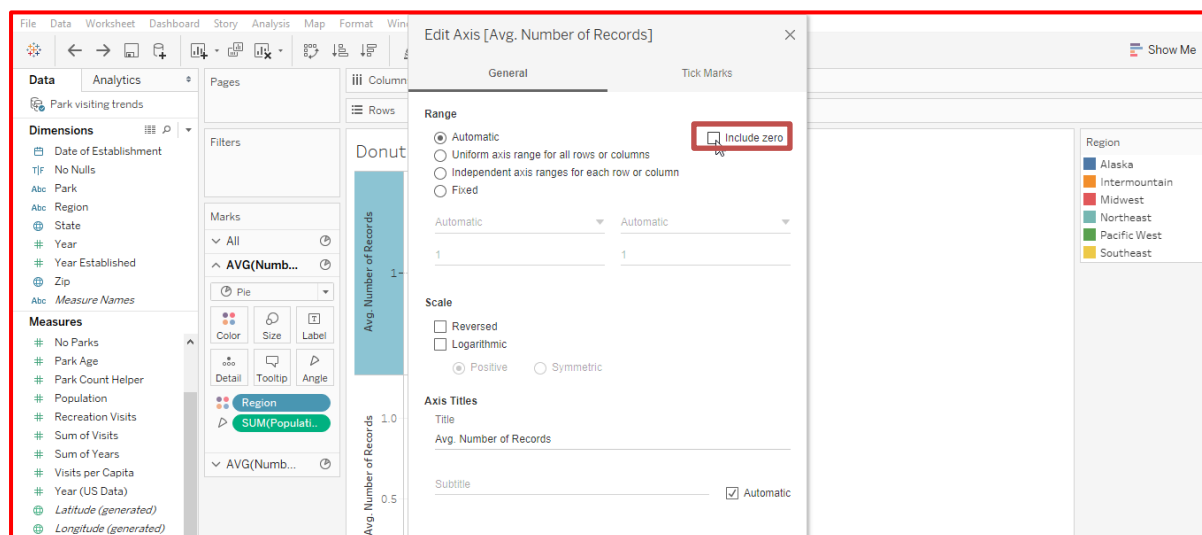 File Data Worksheet Dashboard Story Analysis Map Format
Show Me
Data Analytics
Park visiting trends
Dimensions
Date of Establishment
T|F No Nulls
Abc Park
Abc Region
State
# Year
# Year Established
Zip
Abc Measure Names
Measures
# No Parks
# Park Age
# Park Count Helper
# Population
# Recreation Visits
# Sum of Visits
# Sum of Years
# Visits per Capita
# Year (US Data)
Latitude (generated)
Longitude (generated)
Pages
Filters
Marks
All
AVG(Numb...
Pie
Color Size Label
Detail Tooltip Angle
Region
SUM(Populati..
AVG(Numb...
iii Column
Rows
Donut
Avg. Number of Records
1
Avg. Number of Records
1.0
0.5
Edit Axis [Avg. Number of Records]
General Tick Marks
Range
Automatic
Include zero
Uniform axis range for all rows or columns
Independent axis ranges for each row or column
Fixed
Automatic Automatic
1 1
Scale
Reversed
Logarithmic
Positive Symmetric
Axis Titles
Title
Avg. Number of Records
Subtitle
Automatic
Region
Alaska
Intermountain
Midwest
Northeast
Pacific West
Southeast